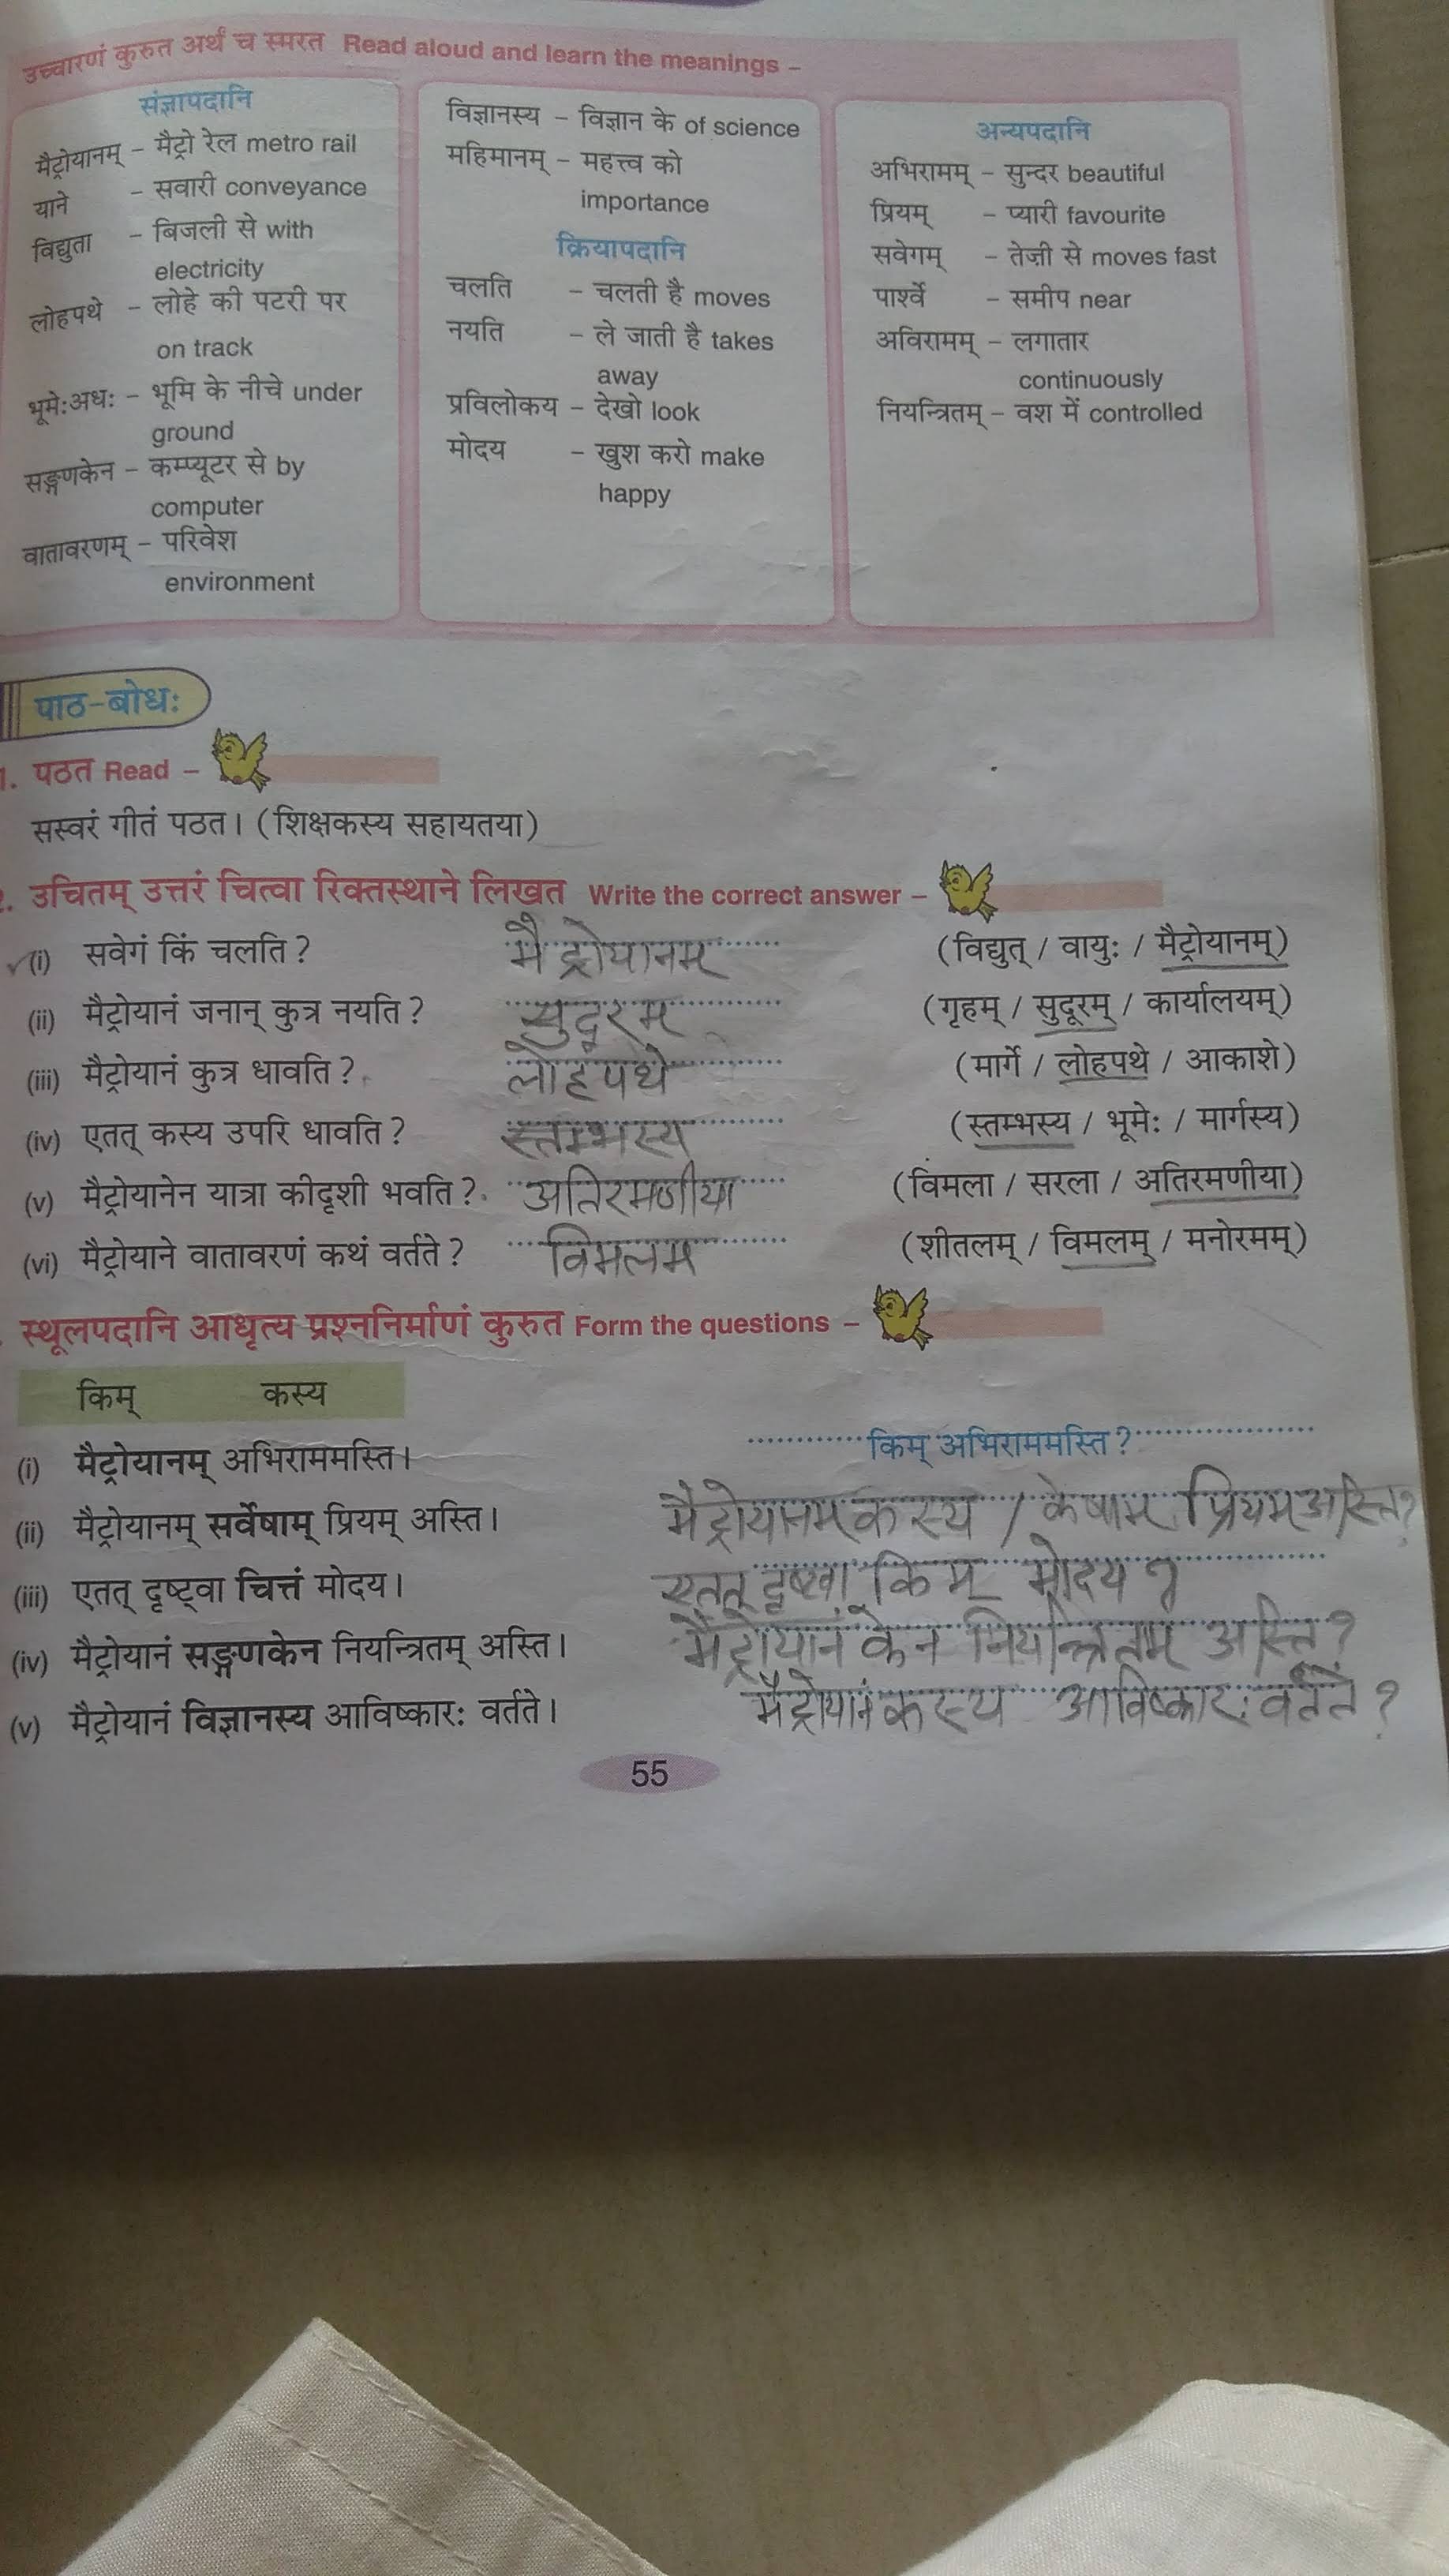 उच्चारणं कुरुत अर्थं च स्मरत Read aloud and learn the meanings –
संज्ञापदानि
मैट्रोयानम् – मैट्रो रेल metro rail
याने – सवारी conveyance
विद्युता – बिजली से with
electricity
लोहपथे – लोहे की पटरी पर
on track
भूमेःअधः – भूमि के नीचे under
ground
सङ्गणकेन – कम्प्यूटर से by
computer
वातावरणम् – परिवेश
environment
विज्ञानस्य – विज्ञान के of science
महिमानम् – महत्त्व को
importance
क्रियापदानि
चलति – चलती है moves
नयति – ले जाती है takes
away
प्रविलोकय – देखो look
मोदय – खुश करो make
happy
अन्यपदानि
अभिरामम् – सुन्दर beautiful
प्रियम् – प्यारी favourite
सवेगम् – तेज़ी से moves fast
पार्श्वे – समीप near
अविरामम् – लगातार
continuously
नियन्त्रितम् – वश में controlled
पाठ-बोधः
1. पठत Read –
सस्वरं गीतं पठत। (शिक्षकस्य सहायतया)
2. उचितम् उत्तरं चित्वा रिक्तस्थाने लिखत Write the correct answer –
(i) सवेगं किं चलति? मैट्रोयानम् (विद्युत् / वायुः / मैट्रोयानम्)
(ii) मैट्रोयानं जनान् कुत्र नयति? सुदूरम् (गृहम् / सुदूरम् / कार्यालयम्)
(iii) मैट्रोयानं कुत्र धावति? लोहपथे (मार्गे / लोहपथे / आकाशे)
(iv) एतत् कस्य उपरि धावति? स्तम्भस्य (स्तम्भस्य / भूमेः / मार्गस्य)
(v) मैट्रोयानेन यात्रा कीदृशी भवति? अतिरमणीया (विमला / सरला / अतिरमणीया)
(vi) मैट्रोयाने वातावरणं कथं वर्तते? विमलम (शीतलम् / विमलम् / मनोरमम्)
स्थूलपदानि आधृत्य प्रश्ननिर्माणं कुरुत Form the questions –
किम् कस्य
(i) मैट्रोयानम् अभिराममस्ति। किम् अभिराममस्ति?
(ii) मैट्रोयानम् सर्वेषाम् प्रियम् अस्ति। मैट्रोयानम् कस्य / केषाम् प्रियम् अस्ति?
(iii) एतत् दृष्ट्वा चित्तं मोदय। एतत् दृष्ट्वा किम् मोदय ?
(iv) मैट्रोयानं सङ्गणकेन नियन्त्रितम् अस्ति। मैट्रोयानं केन नियन्त्रितम् अस्ति?
(v) मैट्रोयानं विज्ञानस्य आविष्कारः वर्तते। मैट्रोयानं कस्य आविष्कारः वर्तते ?
55